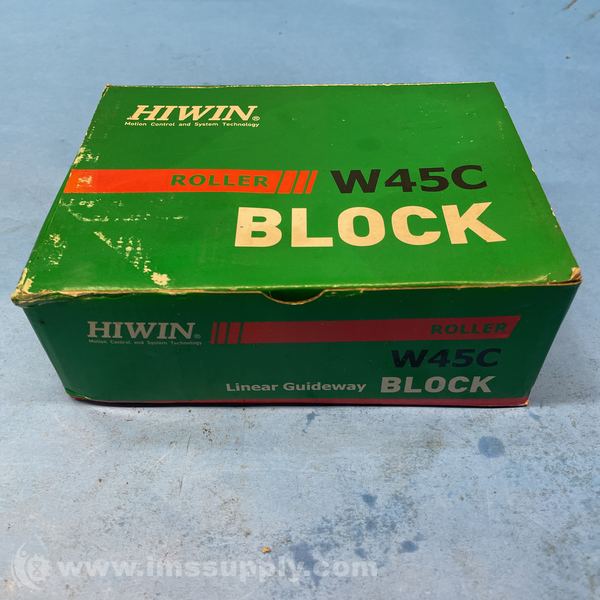 HIWIN®
Motion Control and System Technology
ROLLER W45C
BLOCK
HIWIN® ROLLER
Motion Control and System Technology
W45C
Linear Guideway BLOCK
www.imssupply.com